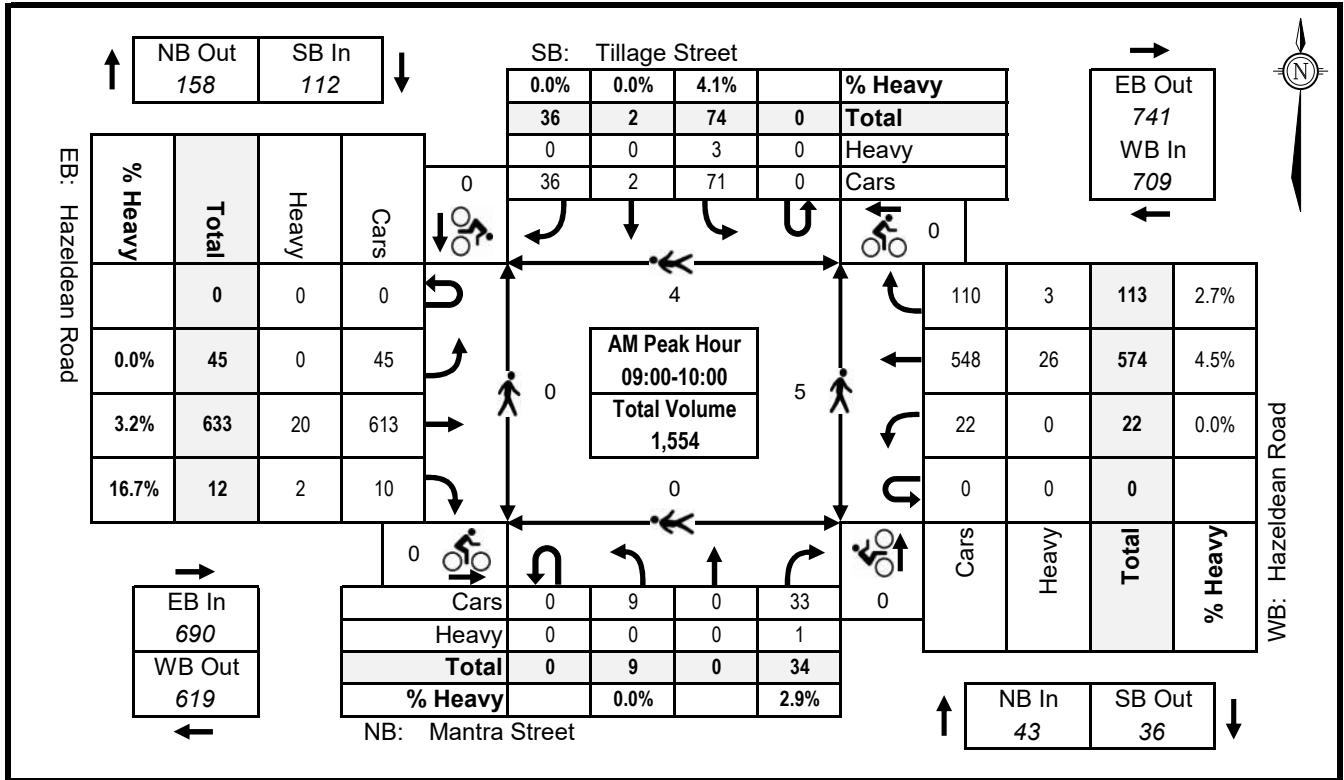 NB Out SB In
158 112
SB: Tillage Street
0.0% 0.0% 4.1% % Heavy
36 2 74 0 Total
0 0 3 0 Heavy
36 2 71 0 Cars
EB Out
741
WB In
709
N
EB: Hazeldean Road
% Heavy Total Heavy Cars
0
0
0 0 0
0.0% 45 0 45
3.2% 633 20 613
16.7% 12 2 10
4
0
5
0
AM Peak Hour
09:00-10:00
Total Volume
1,554
110 3 113 2.7%
548 26 574 4.5%
22 0 22 0.0%
0 0 0
Cars Heavy Total % Heavy
WB: Hazeldean Road
0
0
EB In
690
WB Out
619
Cars 0 9 0 33
Heavy 0 0 0 1
Total 0 9 0 34
% Heavy 0.0% 2.9%
NB: Mantra Street
NB In SB Out
43 36